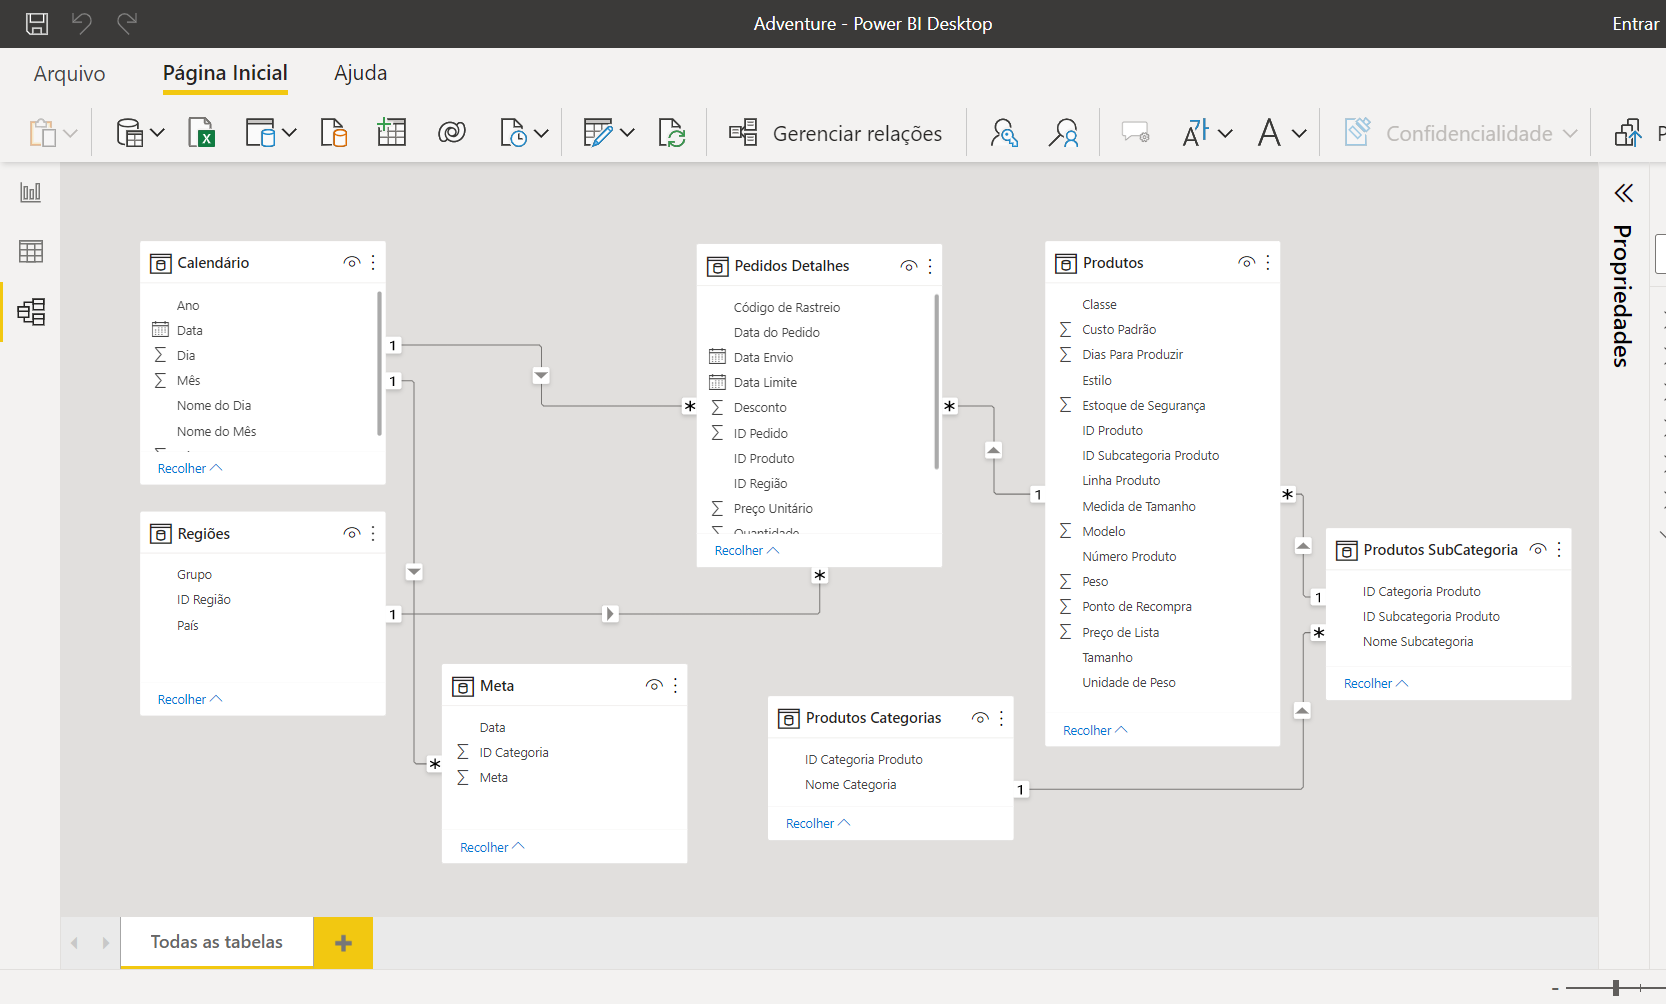 Adventure - Power BI Desktop
Entrar
Arquivo
Página Inicial
Ajuda
Gerenciar relações
Confidencialidade
Propriedades
Calendário
Ano
Data
Dia
Mês
Nome do Dia
Nome do Mês
Recolher
Regiões
Grupo
ID Região
País
Recolher
Meta
Data
ID Categoria
Meta
Recolher
Pedidos Detalhes
Código de Rastreio
Data do Pedido
Data Envio
Data Limite
Desconto
ID Pedido
ID Produto
ID Região
Preço Unitário
Quantidade
Recolher
Produtos Categorias
ID Categoria Produto
Nome Categoria
Recolher
Produtos
Classe
Custo Padrão
Dias Para Produzir
Estilo
Estoque de Segurança
ID Produto
ID Subcategoria Produto
Linha Produto
Medida de Tamanho
Modelo
Número Produto
Peso
Ponto de Recompra
Preço de Lista
Tamanho
Unidade de Peso
Recolher
Produtos SubCategoria
ID Categoria Produto
ID Subcategoria Produto
Nome Subcategoria
Recolher
1
*
1
*
*
1
1
*
*
1
*
1
Todas as tabelas